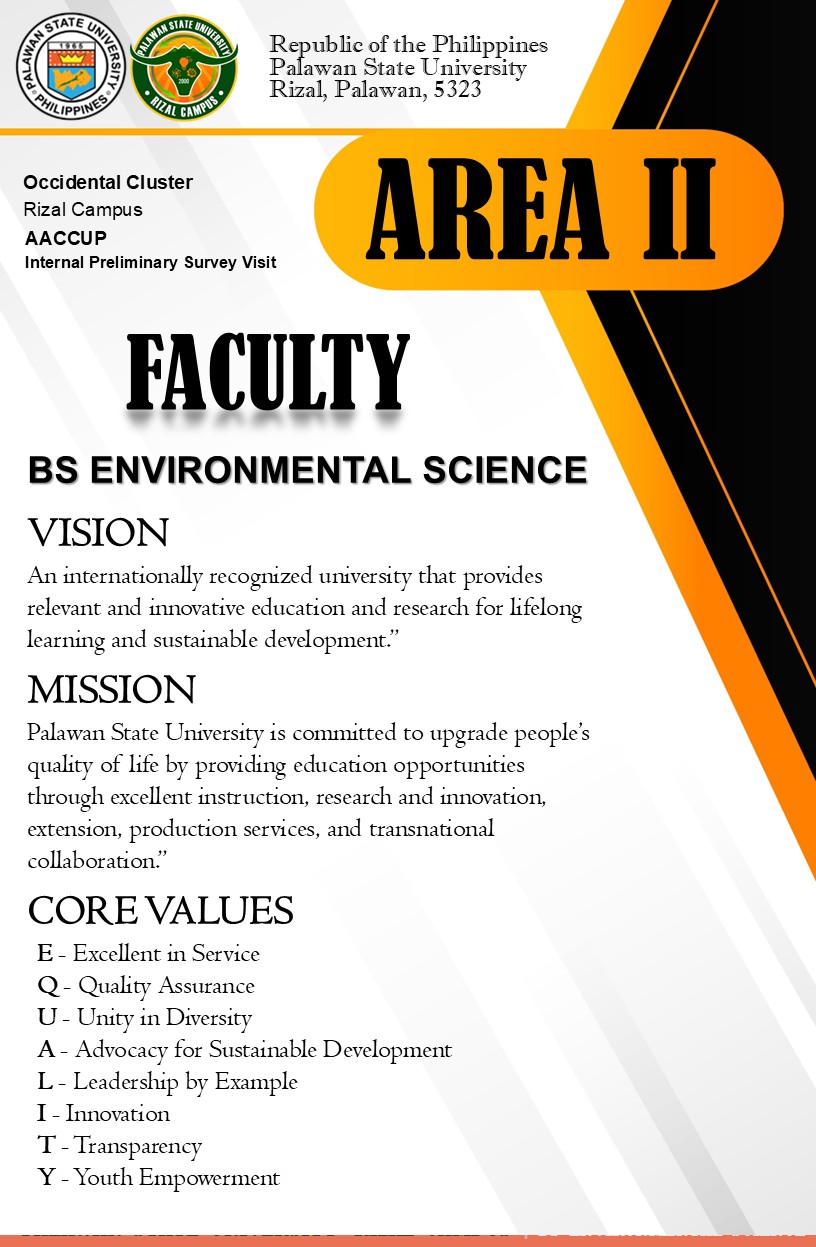 PALAWAN STATE UNIVERSITY
1965
PHILIPPINES
PALAWAN STATE UNIVERSITY
2000
RIZAL CAMPUS
Republic of the Philippines
Palawan State University
Rizal, Palawan, 5323
Occidental Cluster
Rizal Campus
AACCUP
Internal Preliminary Survey Visit
AREA II
FACULTY
BS ENVIRONMENTAL SCIENCE
VISION
An internationally recognized university that provides
relevant and innovative education and research for lifelong
learning and sustainable development.”
MISSION
Palawan State University is committed to upgrade people’s
quality of life by providing education opportunities
through excellent instruction, research and innovation,
extension, production services, and transnational
collaboration.”
CORE VALUES
E - Excellent in Service
Q - Quality Assurance
U - Unity in Diversity
A - Advocacy for Sustainable Development
L - Leadership by Example
I - Innovation
T - Transparency
Y - Youth Empowerment